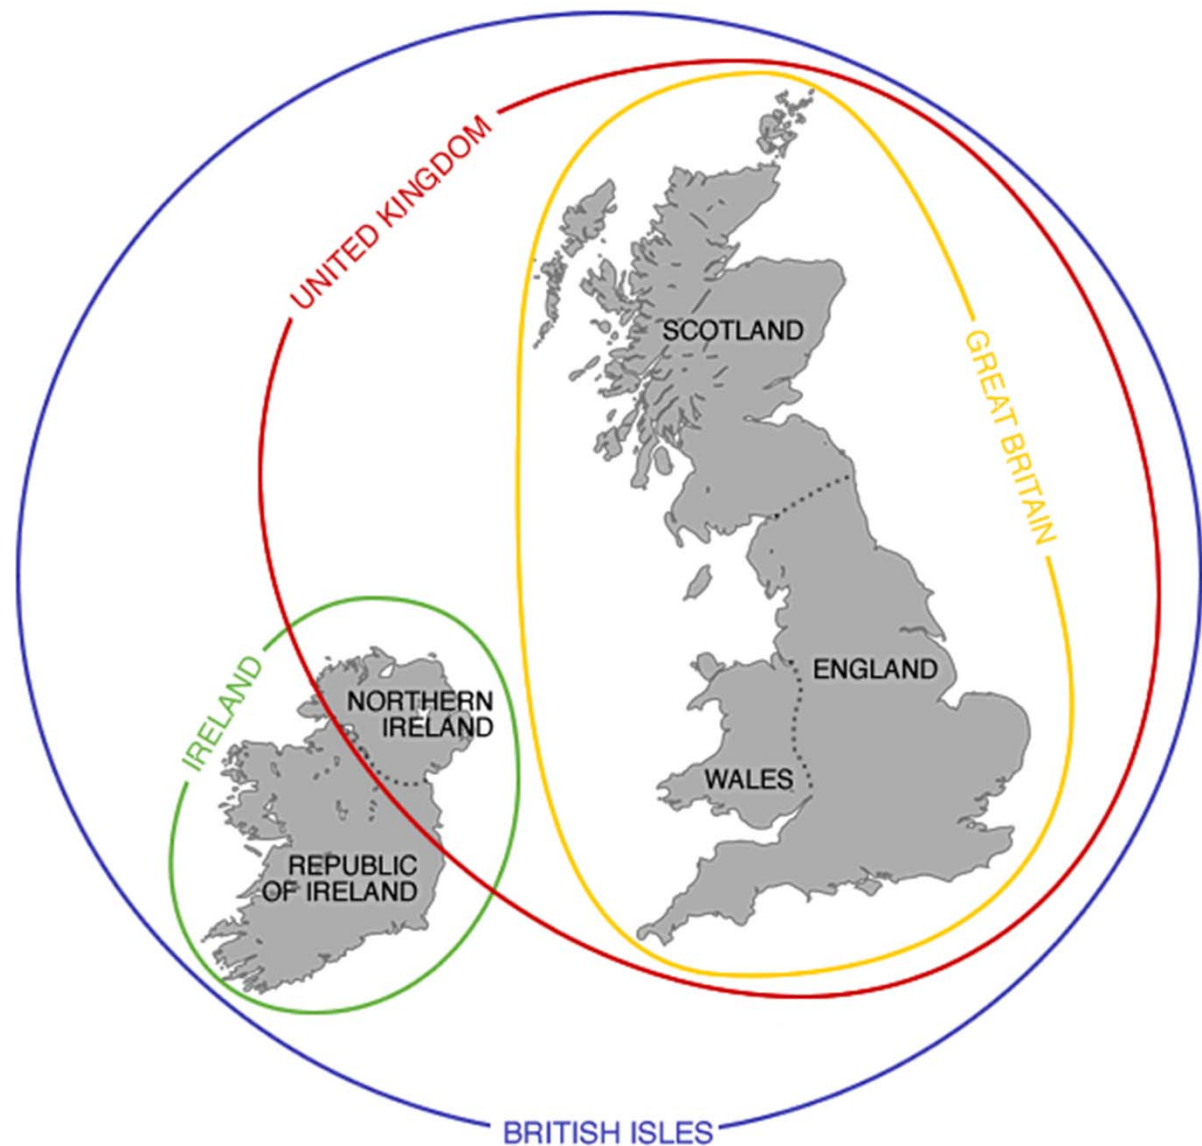 UNITED KINGDOM
SCOTLAND
GREAT BRITAIN
IRELAND
NORTHERN
IRELAND
ENGLAND
WALES
REPUBLIC
OF IRELAND
BRITISH ISLES